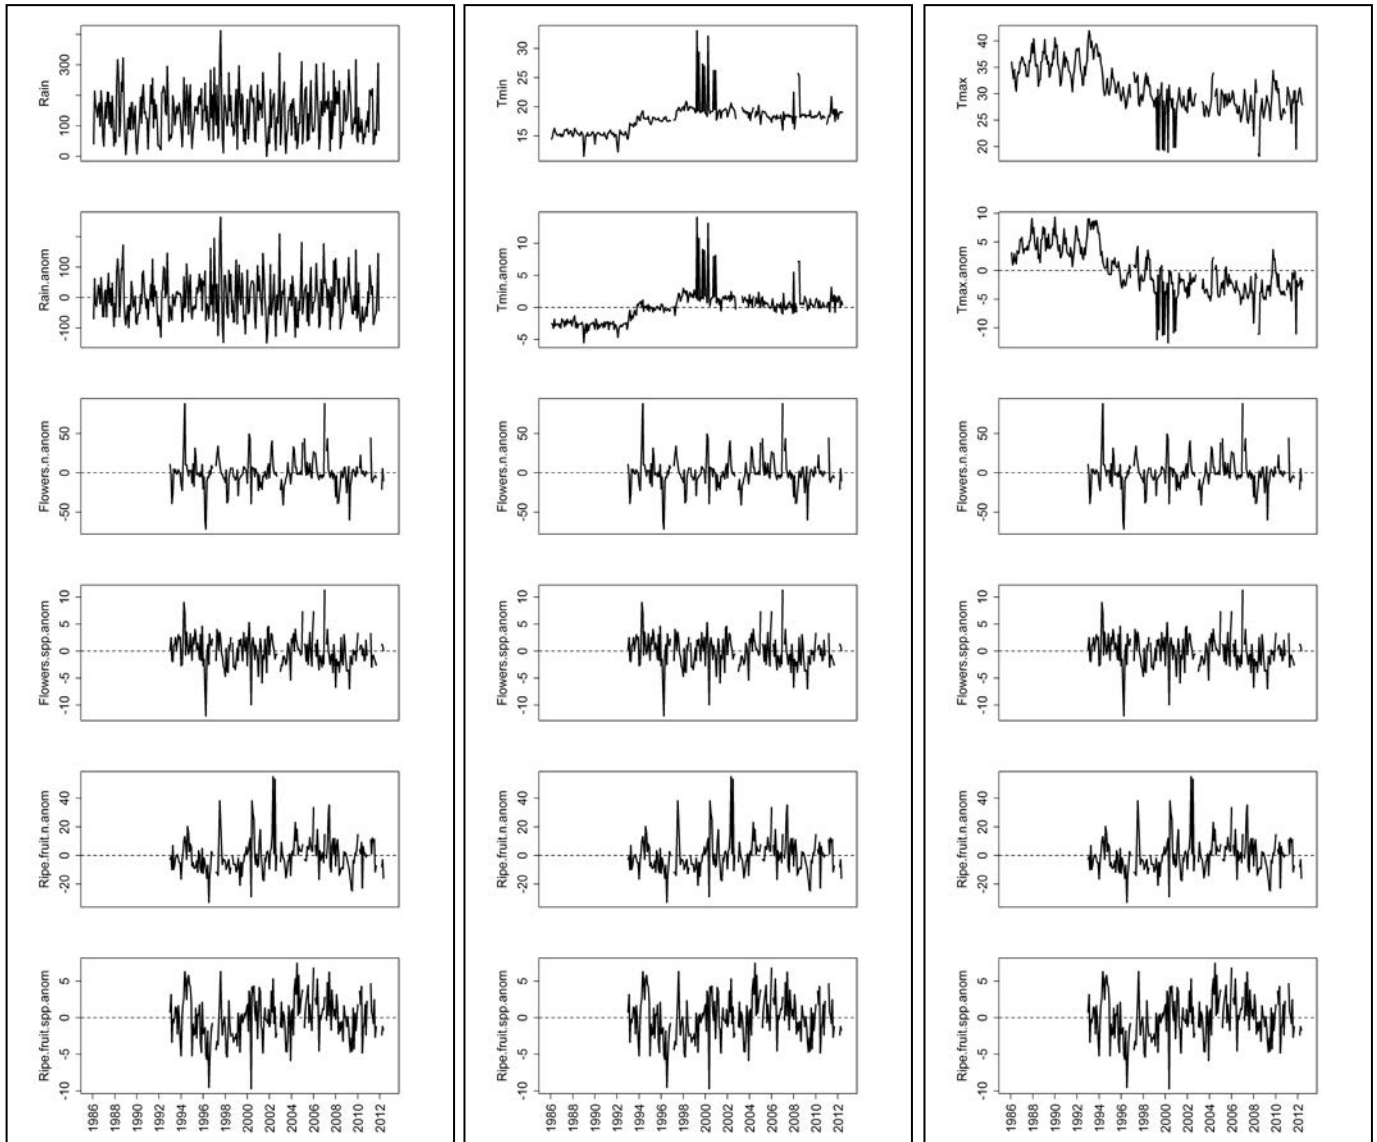 Rain
0 100 300
Rain.anom
-100 0 100
Flowers.n.anom
-50 0 50
Flowers.spp.anom
-10 -5 0 5 10
Ripe.fruit.n.anom
-20 0 20 40
Ripe.fruit.spp.anom
-10 -5 0 5
1986 1988 1990 1992 1994 1996 1998 2000 2002 2004 2006 2008 2010 2012
Tmin
15 20 25 30
Tmin.anom
-5 0 5 10
Flowers.n.anom
-50 0 50
Flowers.spp.anom
-10 -5 0 5 10
Ripe.fruit.n.anom
-20 0 20 40
Ripe.fruit.spp.anom
-10 -5 0 5
1986 1988 1990 1992 1994 1996 1998 2000 2002 2004 2006 2008 2010 2012
Tmax
20 25 30 35 40
Tmax.anom
-10 -5 0 5 10
Flowers.n.anom
-50 0 50
Flowers.spp.anom
-10 -5 0 5 10
Ripe.fruit.n.anom
-20 0 20 40
Ripe.fruit.spp.anom
-10 -5 0 5
1986 1988 1990 1992 1994 1996 1998 2000 2002 2004 2006 2008 2010 2012